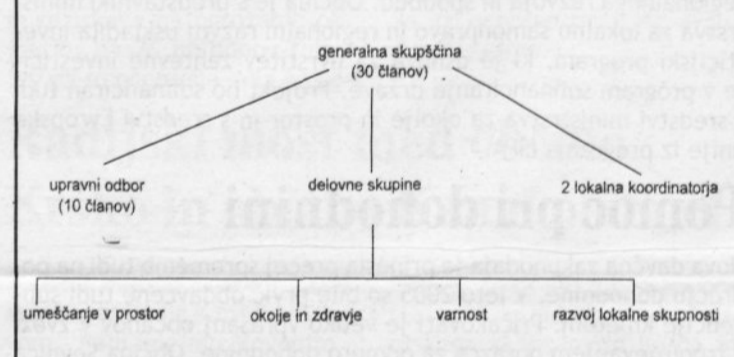 generalna skupščina
(30 članov)
upravni odbor
(10 članov)
delovne skupine
2 lokalna koordinatorja
umeščanje v prostor
okolje in zdravje
varnost
razvoj lokalne skupnosti